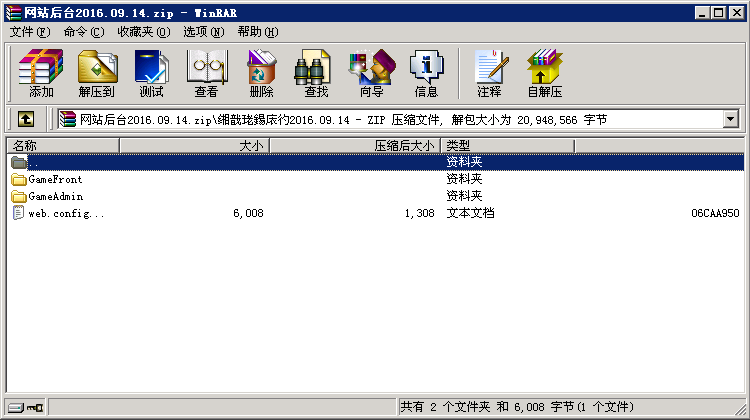 网站后台2016.09.14.zip - WinRAR
文件(F) 命令(C) 收藏夹(O) 选项(N) 帮助(H)
添加 解压到 测试 查看 删除 查找 向导 信息 注释 自解压
网站后台2016.09.14.zip\缃戠珯鍚庡彴2016.09.14 - ZIP 压缩文件, 解包大小为 20,948,566 字节
名称 大小 压缩后大小 类型
.. 资料夹
GameFront 资料夹
GameAdmin 资料夹
web.config... 6,008 1,308 文本文档 06CAA950
共有 2 个文件夹 和 6,008 字节(1 个文件)